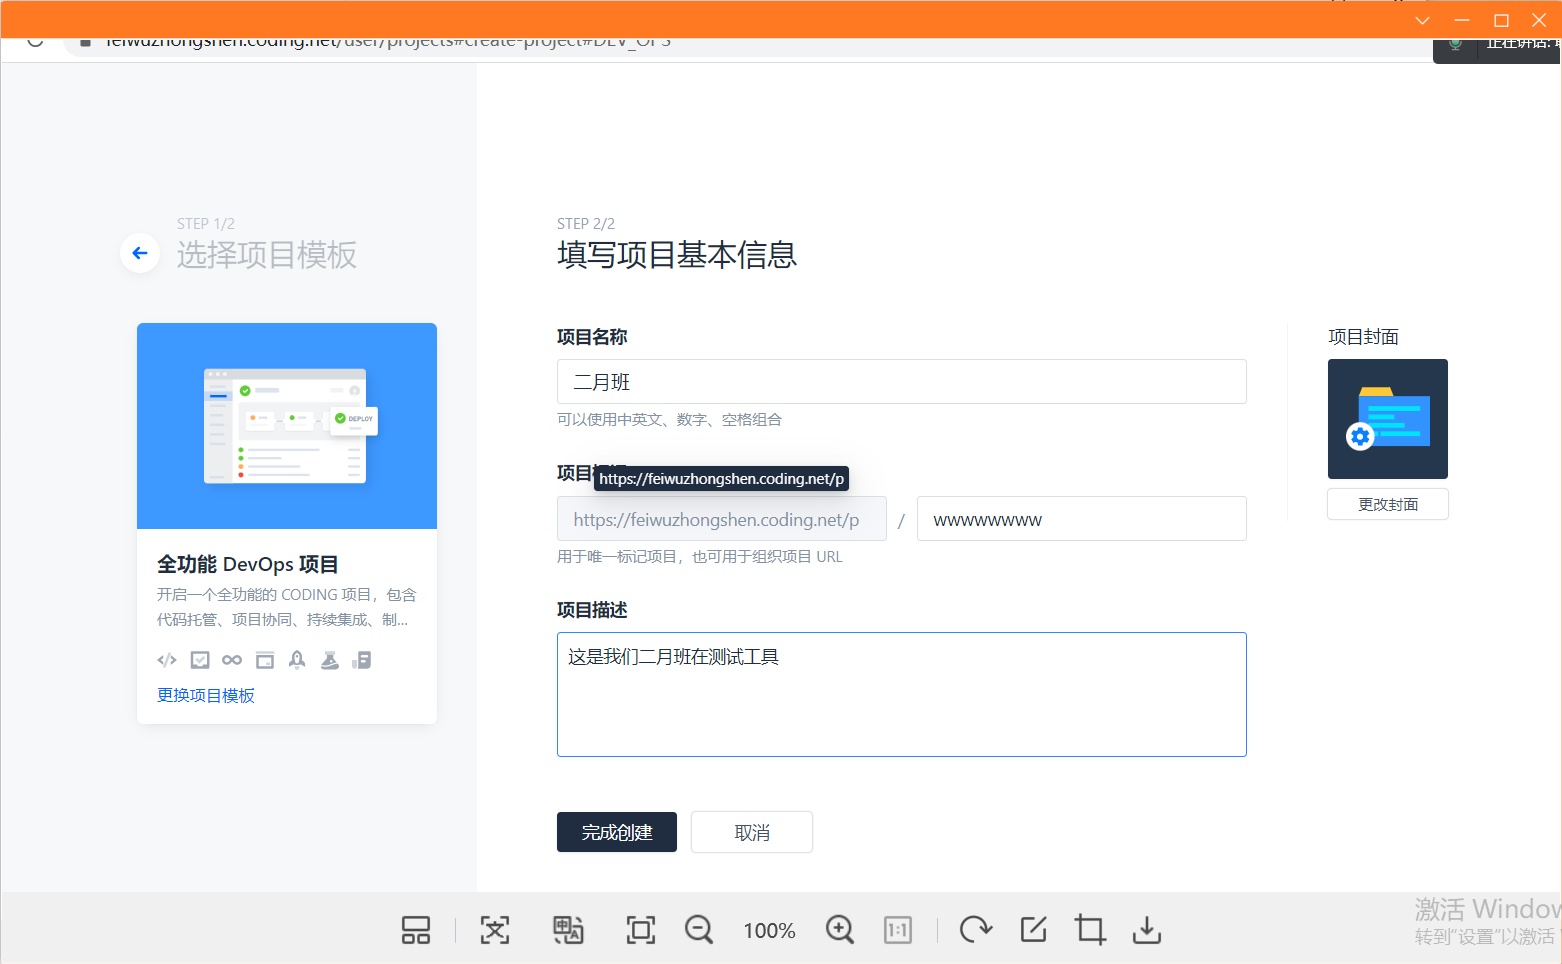 feiwuzhongshen.coding.net/user/projects#create-project#DEV_OPS
正在讲话:
STEP 1/2
选择项目模板
STEP 2/2
填写项目基本信息
DEPLOY
全功能 DevOps 项目
开启一个全功能的 CODING 项目，包含
代码托管、项目协同、持续集成、制...
更换项目模板
项目名称
二月班
可以使用中英文、数字、空格组合
项目
https://feiwuzhongshen.coding.net/p
https://feiwuzhongshen.coding.net/p / wwwwwwwww
用于唯一标记项目，也可用于组织项目 URL
项目描述
这是我们二月班在测试工具
完成创建
取消
项目封面
更改封面
100%
1:1
激活 Window
转到“设置”以激活